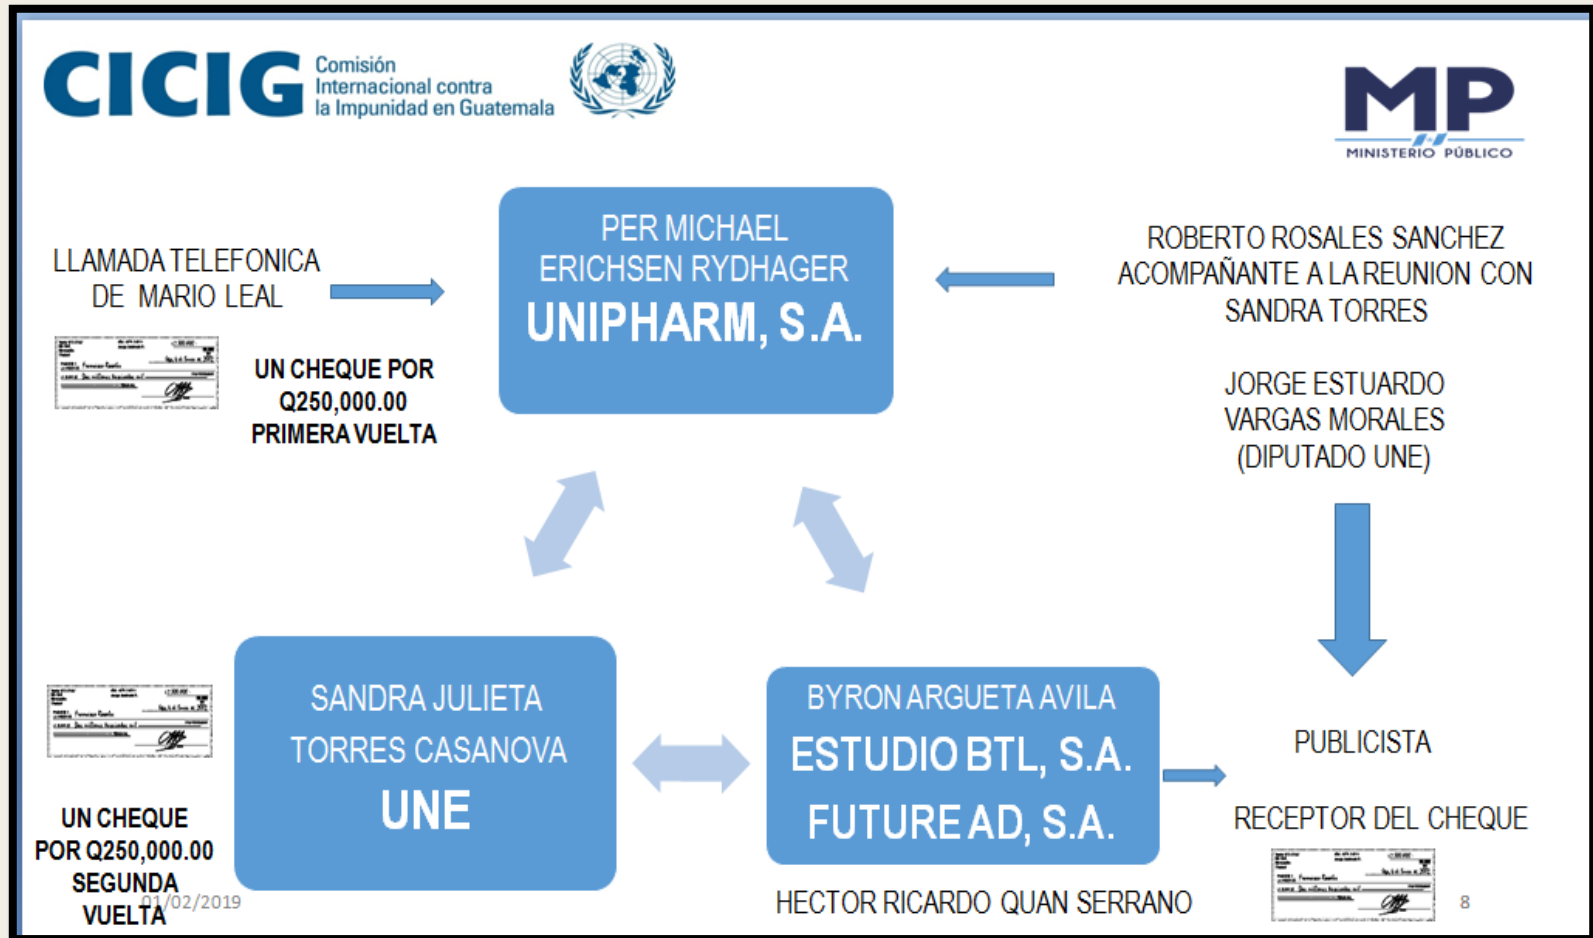 CICIG
Comisión
Internacional contra
la Impunidad en Guatemala
MP
MINISTERIO PÚBLICO
PER MICHAEL
ERICHSEN RYDHAGER
UNIPHARM, S.A.
LLAMADA TELEFONICA
DE MARIO LEAL
UN CHEQUE POR
Q250,000.00
PRIMERA VUELTA
ROBERTO ROSALES SANCHEZ
ACOMPAÑANTE A LA REUNION CON
SANDRA TORRES
JORGE ESTUARDO
VARGAS MORALES
(DIPUTADO UNE)
SANDRA JULIETA
TORRES CASANOVA
UNE
BYRON ARGUETA AVILA
ESTUDIO BTL, S.A.
FUTURE AD, S.A.
PUBLICISTA
RECEPTOR DEL CHEQUE
UN CHEQUE
POR Q250,000.00
SEGUNDA
VUELTA
01/02/2019
HECTOR RICARDO QUAN SERRANO
8